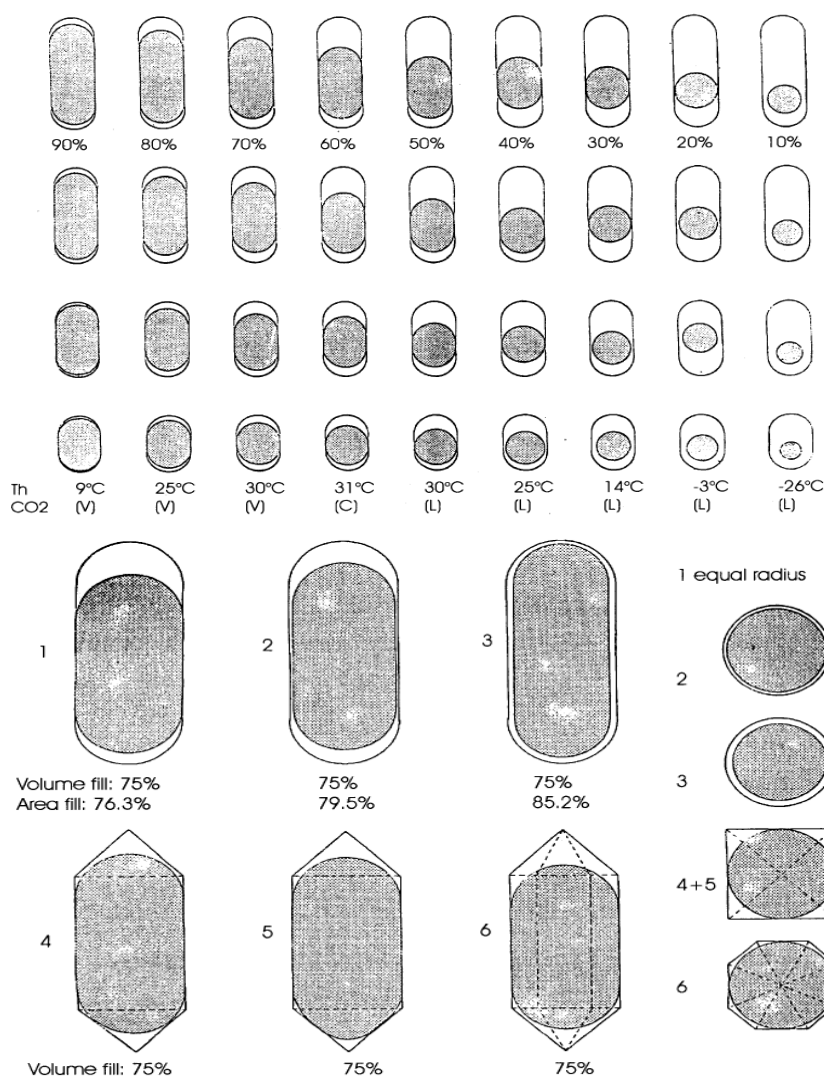 90% 80% 70% 60% 50% 40% 30% 20% 10%
Th 9°C 25°C 30°C 31°C 30°C 25°C 14°C -3°C -26°C
CO2 (V) (V) (V) (C) (L) (L) (L) (L) (L)
1 equal radius
1 2 3
2
Volume fill: 75% 75% 75%
Area fill: 76.3% 79.5% 85.2%
3
4+5
4 5 6
6
Volume fill: 75% 75% 75%